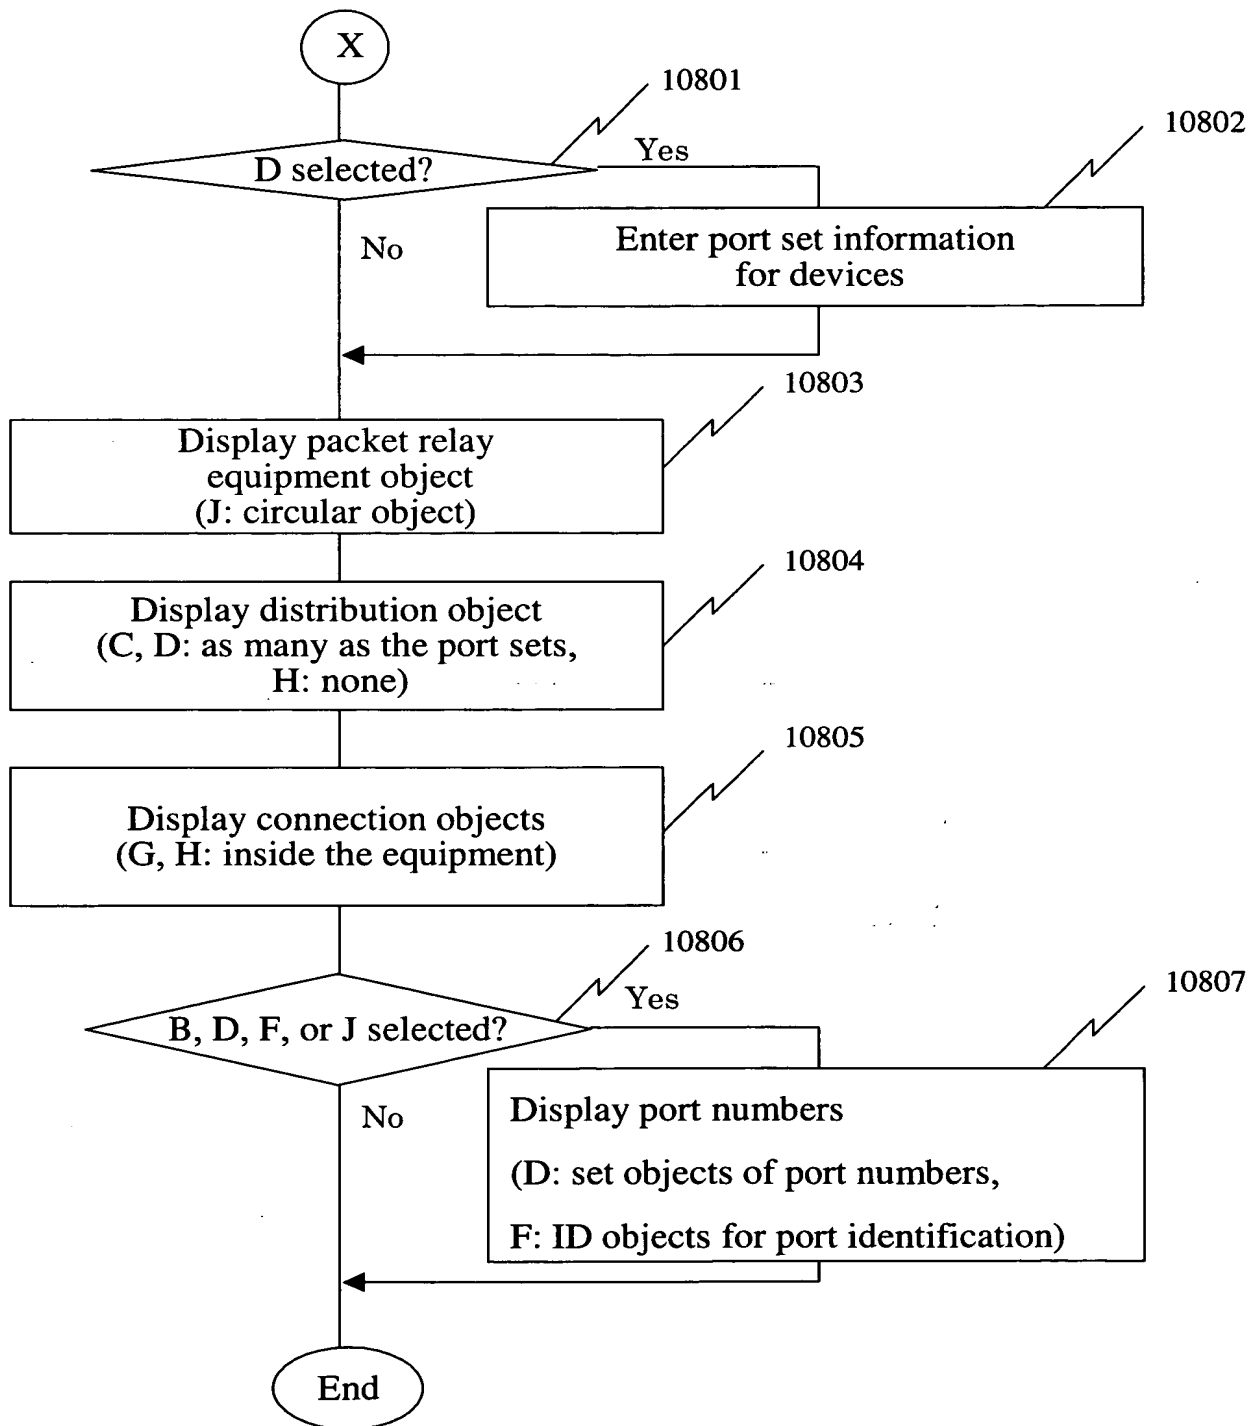 X
10801
10802
D selected?
Yes
Enter port set information
for devices
No
10803
Display packet relay
equipment object
(J: circular object)
10804
Display distribution object
(C, D: as many as the port sets,
H: none)
10805
Display connection objects
(G, H: inside the equipment)
10806
10807
B, D, F, or J selected?
Yes
No
Display port numbers
(D: set objects of port numbers,
F: ID objects for port identification)
End